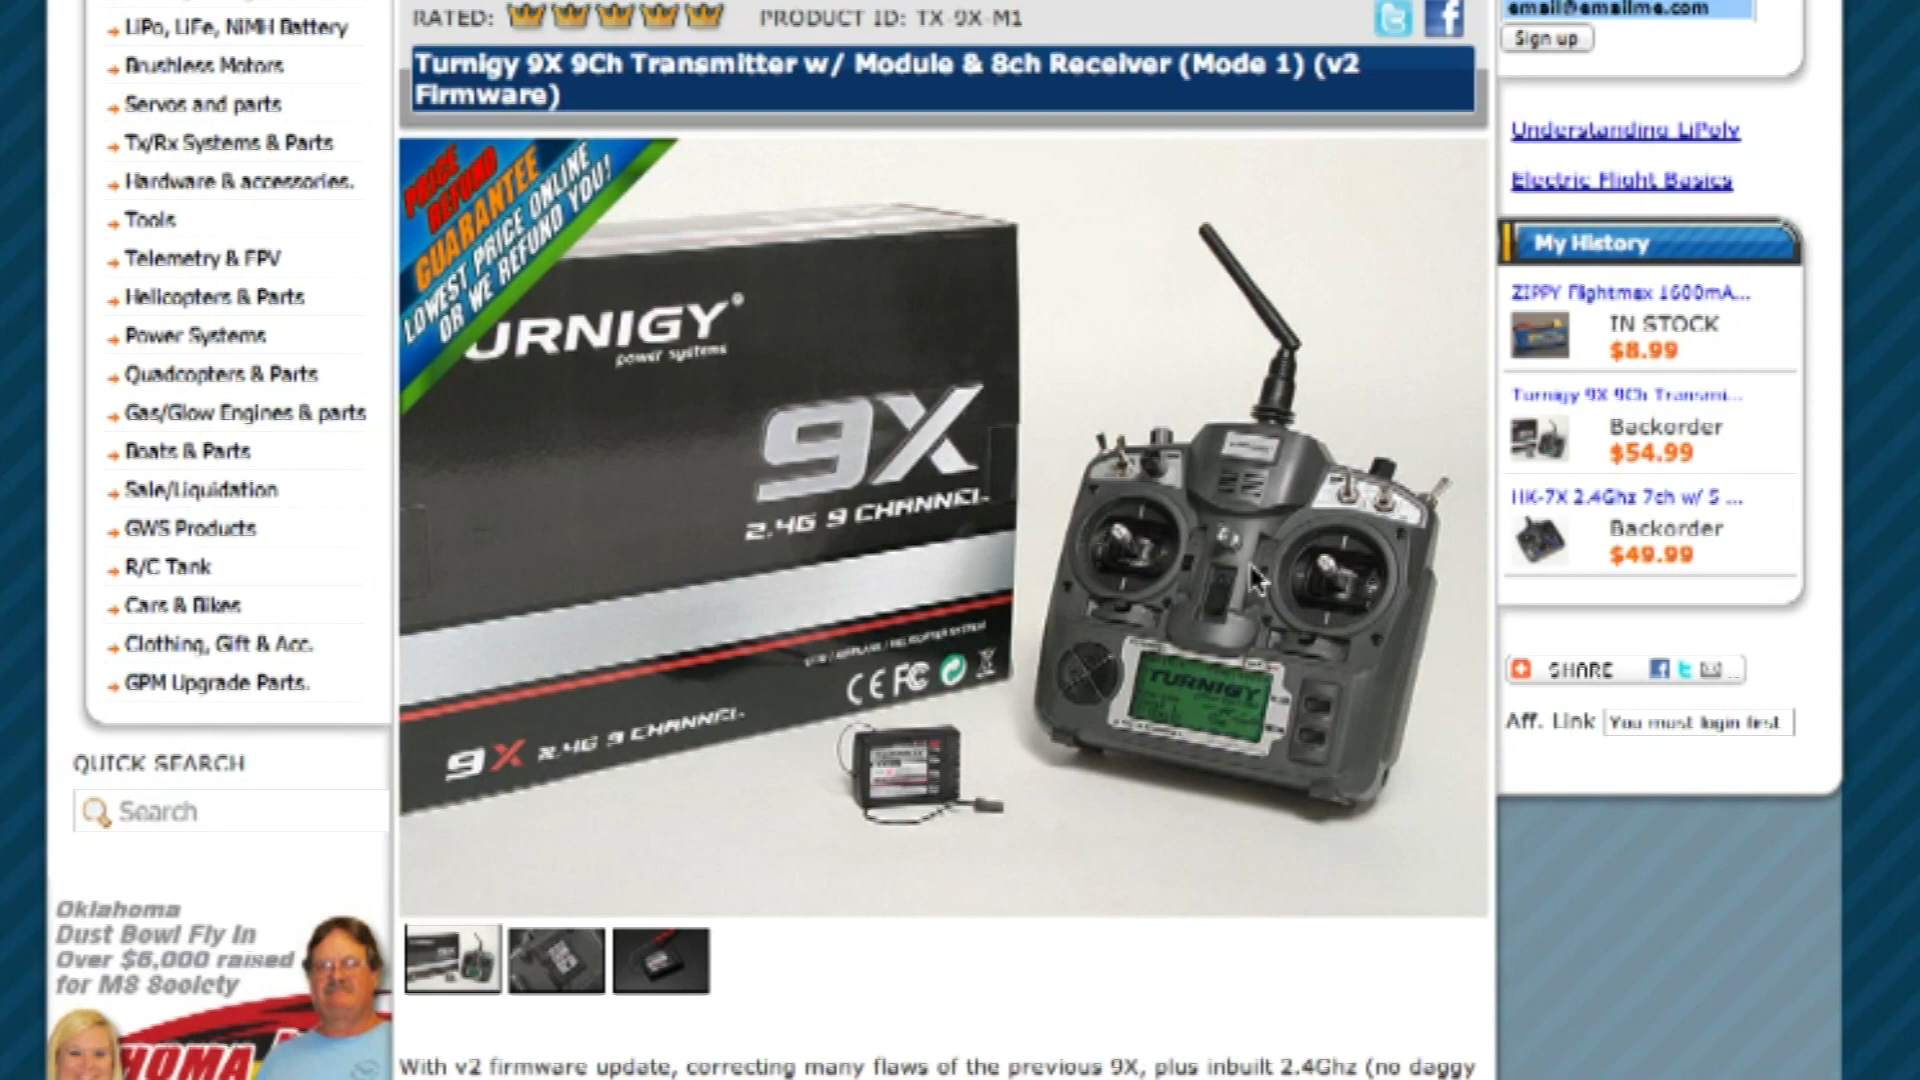 LiPo, LiFe, NiMH Battery
Brushless Motors
Servos and parts
Tx/Rx Systems & Parts
Hardware & accessories.
Tools
Telemetry & FPV
Helicopters & Parts
Power Systems
Quadcopters & Parts
Gas/Glow Engines & parts
Boats & Parts
Sale/Liquidation
GWS Products
R/C Tank
Cars & Bikes
Clothing, Gift & Acc.
GPM Upgrade Parts.
QUICK SEARCH
Search
Oklahoma
Dust Bowl Fly In
Over $6,000 raised
for MS Society
HOMA
RATED:
PRODUCT ID: TX-9X-M1
Turnigy 9X 9Ch Transmitter w/ Module & 8ch Receiver (Mode 1) (v2
Firmware)
PRICE
REFUND
GUARANTEE
LOWEST PRICE ONLINE
OR WE REFUND YOU!
URNIGY
power systems
9X
2.4G 9 CHANNEL
CE FC
9X 2.4G 9 CHANNEL
TURNIGY
With v2 firmware update, correcting many flaws of the previous 9X, plus inbuilt 2.4Ghz (no daggy
email@emailme.com
Sign up
Understanding LiPoly
Electric Flight Basics
My History
ZIPPY Flightmax 1600mA...
IN STOCK
$8.99
Turnigy 9X 9Ch Transmi...
Backorder
$54.99
HK-7X 2.4Ghz 7ch w/ S ...
Backorder
$49.99
SHARE
Aff. Link You must login first